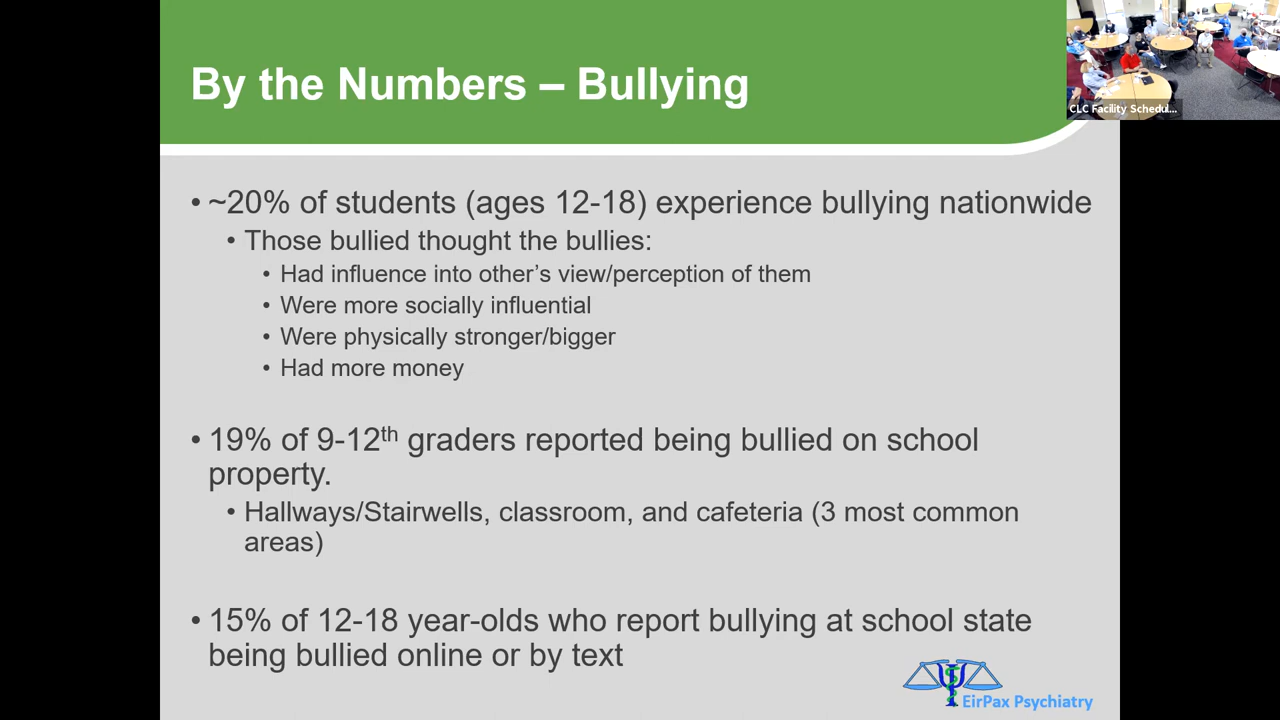 By the Numbers – Bullying
CLC Facility Schedul...
• ~20% of students (ages 12-18) experience bullying nationwide
• Those bullied thought the bullies:
• Had influence into other’s view/perception of them
• Were more socially influential
• Were physically stronger/bigger
• Had more money
• 19% of 9-12th graders reported being bullied on school
property.
• Hallways/Stairwells, classroom, and cafeteria (3 most common
areas)
• 15% of 12-18 year-olds who report bullying at school state
being bullied online or by text
EirPax Psychiatry